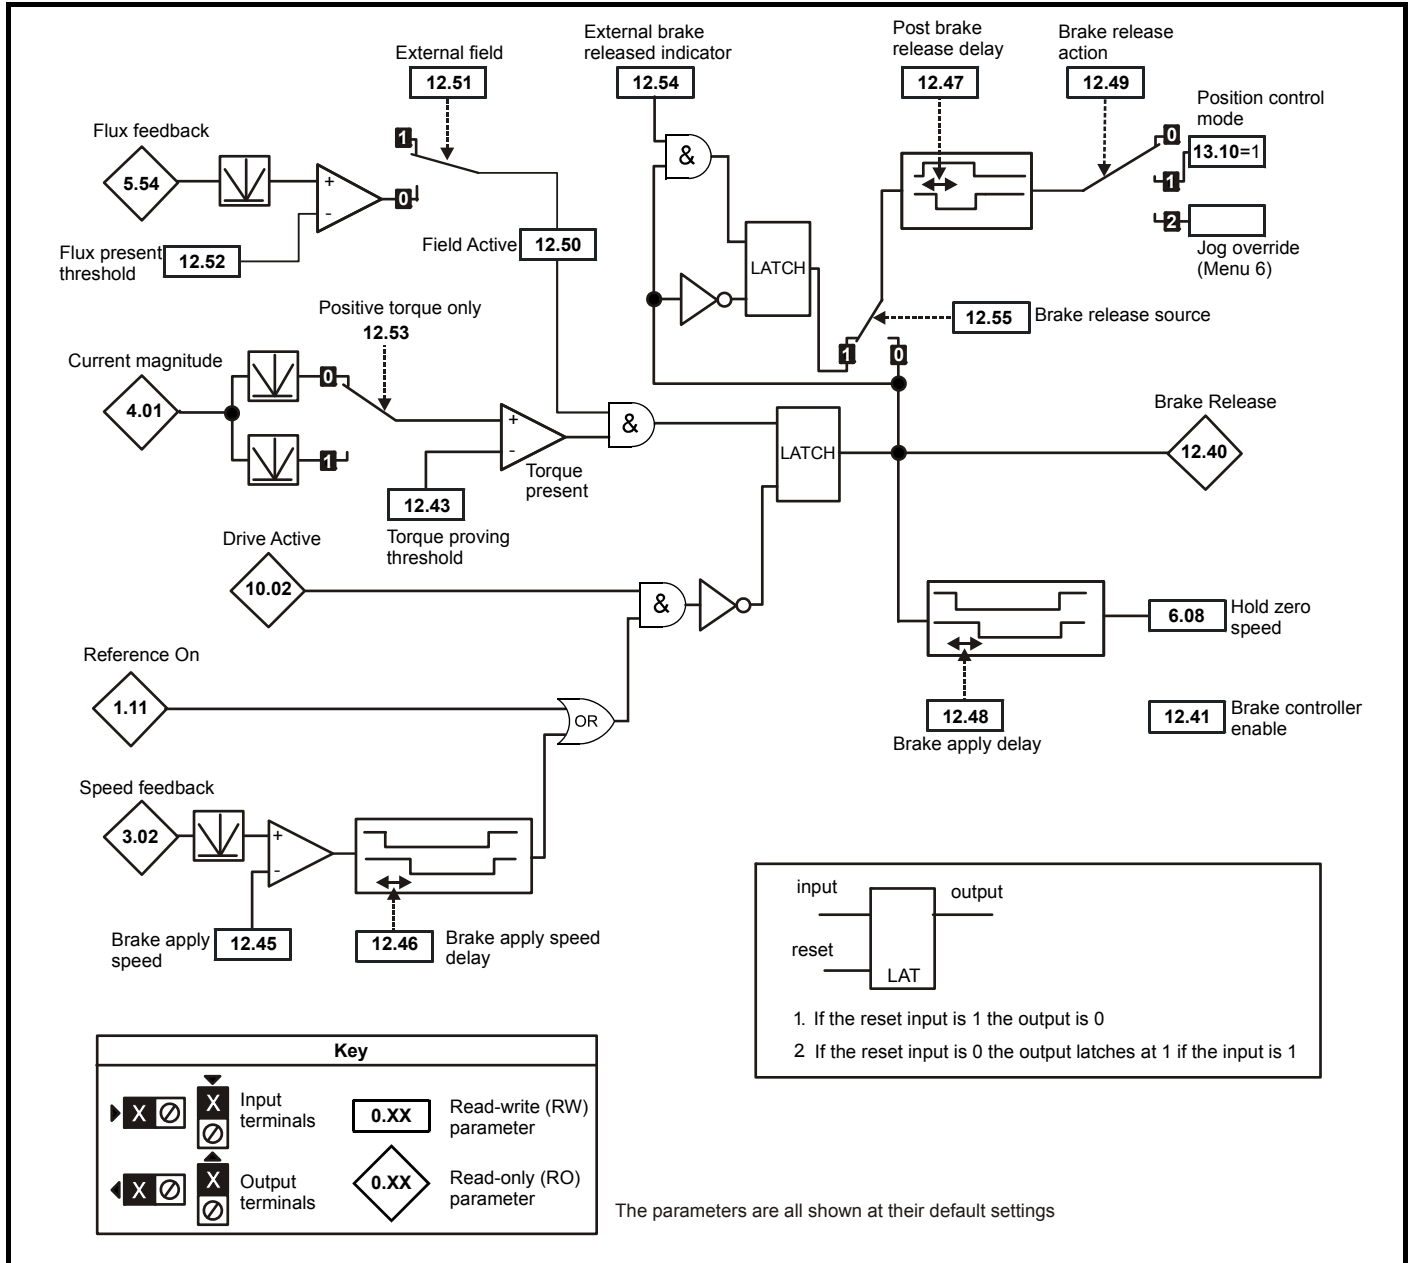 External field
12.51
External brake
released indicator
12.54
Post brake
release delay
12.47
Brake release
action
12.49
Position control
mode
0
13.10=1
1
2
Jog override
(Menu 6)
Flux feedback
5.54
+
-
1
0
Flux present
threshold
12.52
Field Active
12.50
&
LATCH
1
0
12.55
Brake release source
Positive torque only
12.53
Current magnitude
4.01
0
1
+
-
Torque
present
12.43
Torque proving
threshold
&
LATCH
Brake Release
12.40
Drive Active
10.02
&
Reference On
1.11
OR
6.08
Hold zero
speed
12.48
Brake apply delay
12.41
Brake controller
enable
Speed feedback
3.02
+
-
Brake apply
speed
12.45
12.46
Brake apply speed
delay
input
output
reset
LAT
1. If the reset input is 1 the output is 0
2 If the reset input is 0 the output latches at 1 if the input is 1
Key
X
X
Input
terminals
0.XX
Read-write (RW)
parameter
X
X
Output
terminals
0.XX
Read-only (RO)
parameter
The parameters are all shown at their default settings